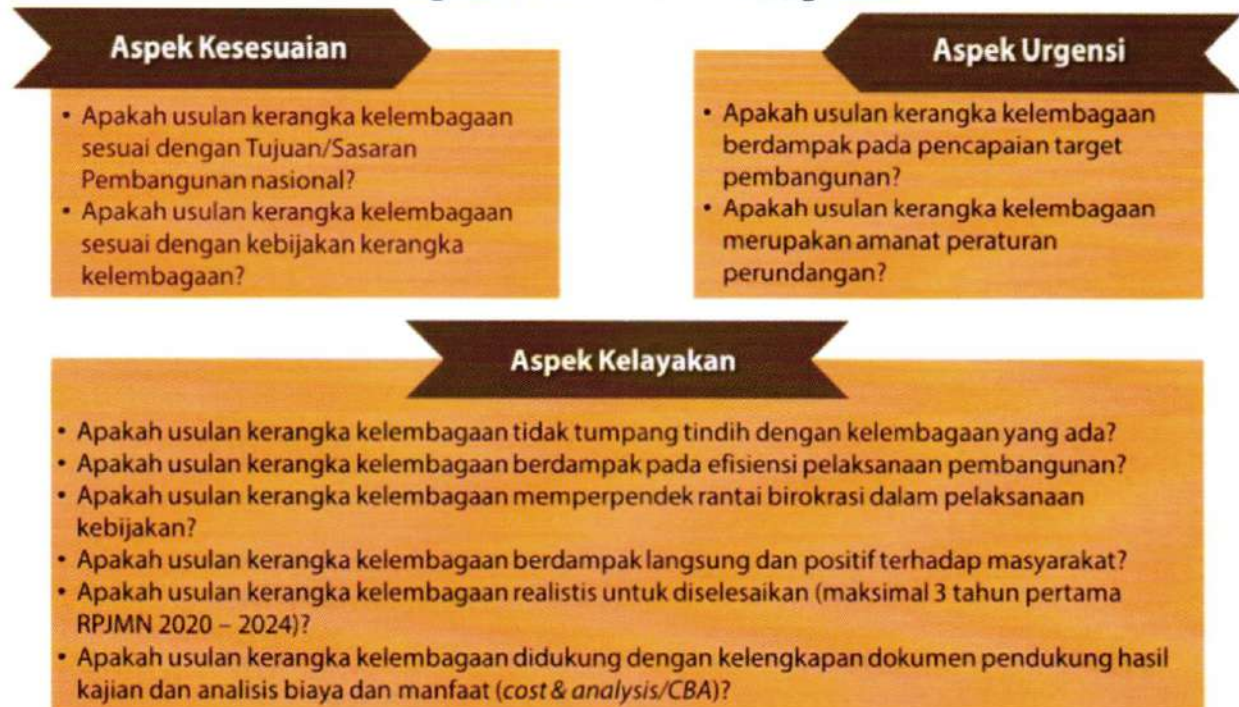 Aspek Kesesuaian
• Apakah usulan kerangka kelembagaan
sesuai dengan Tujuan/Sasaran
Pembangunan nasional?
• Apakah usulan kerangka kelembagaan
sesuai dengan kebijakan kerangka
kelembagaan?
Aspek Urgensi
• Apakah usulan kerangka kelembagaan
berdampak pada pencapaian target
pembangunan?
• Apakah usulan kerangka kelembagaan
merupakan amanat peraturan
perundangan?
Aspek Kelayakan
• Apakah usulan kerangka kelembagaan tidak tumpang tindih dengan kelembagaan yang ada?
• Apakah usulan kerangka kelembagaan berdampak pada efisiensi pelaksanaan pembangunan?
• Apakah usulan kerangka kelembagaan memperpendek rantai birokrasi dalam pelaksanaan
kebijakan?
• Apakah usulan kerangka kelembagaan berdampak langsung dan positif terhadap masyarakat?
• Apakah usulan kerangka kelembagaan realistis untuk diselesaikan (maksimal 3 tahun pertama
RPJMN 2020 – 2024)?
• Apakah usulan kerangka kelembagaan didukung dengan kelengkapan dokumen pendukung hasil
kajian dan analisis biaya dan manfaat (cost & analysis/CBA)?